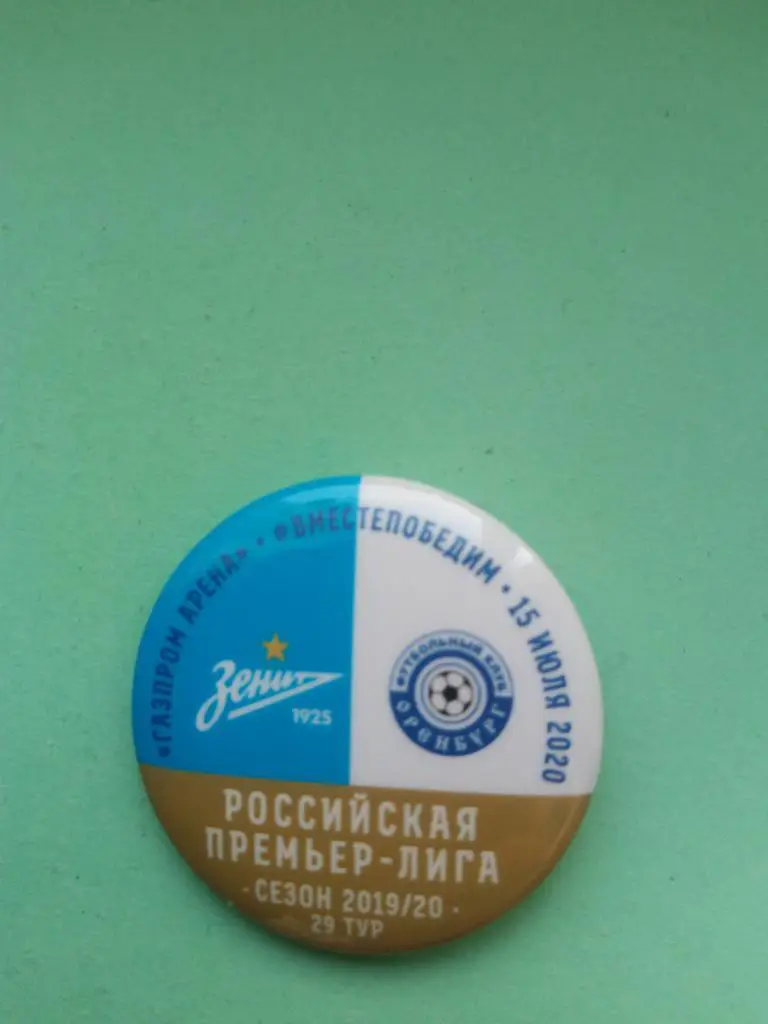 «ГАЗПРОМ АРЕНА» · #ВМЕСТЕПОБЕДИМ · 15 ИЮЛЯ 2020
Зенит
1925
ФУТБОЛЬНЫЙ КЛУБ
ОРЕНБУРГ
РОССИЙСКАЯ
ПРЕМЬЕР-ЛИГА
· СЕЗОН 2019/20 ·
29 ТУР